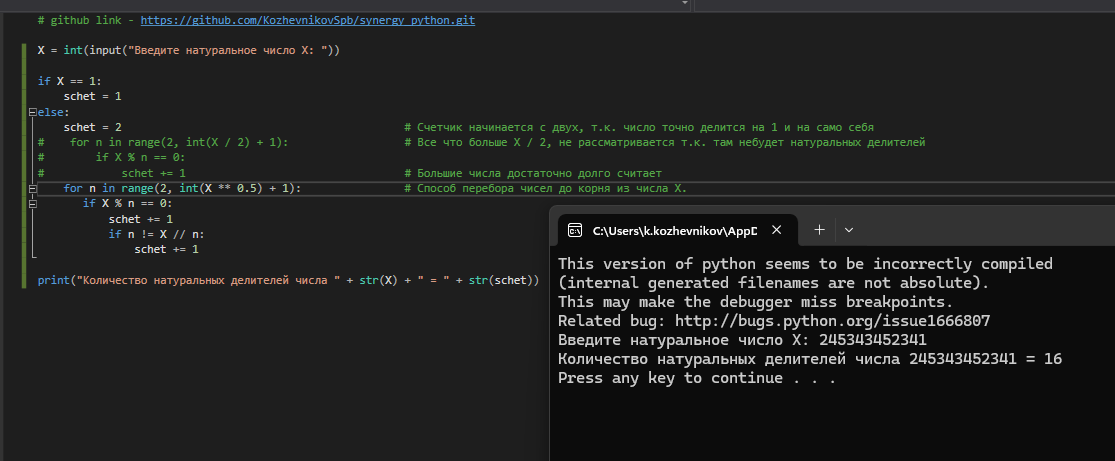 # github link - https://github.com/KozhevnikovSpb/synergy_python.git
X = int(input("Введите натуральное число X: "))
if X == 1:
schet = 1
else:
schet = 2 # Счетчик начинается с двух, т.к. число точно делится на 1 и на само себя
# for n in range(2, int(X / 2) + 1): # Все что больше X / 2, не рассматривается т.к. там небудет натуральных делителей
# if X % n == 0:
# schet += 1 # Большие числа достаточно долго считает
for n in range(2, int(X ** 0.5) + 1): # Способ перебора чисел до корня из числа X.
if X % n == 0:
schet += 1
if n != X // n:
schet += 1
print("Количество натуральных делителей числа " + str(X) + " = " + str(schet))
C:\Users\k.kozhevnikov\AppD
This version of python seems to be incorrectly compiled
(internal generated filenames are not absolute).
This may make the debugger miss breakpoints.
Related bug: http://bugs.python.org/issue1666807
Введите натуральное число X: 245343452341
Количество натуральных делителей числа 245343452341 = 16
Press any key to continue . . .